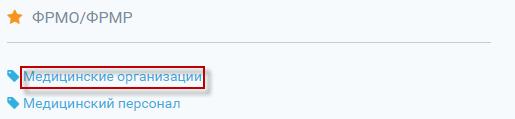 ФРМО/ФРМР
Медицинские организации
Медицинский персонал